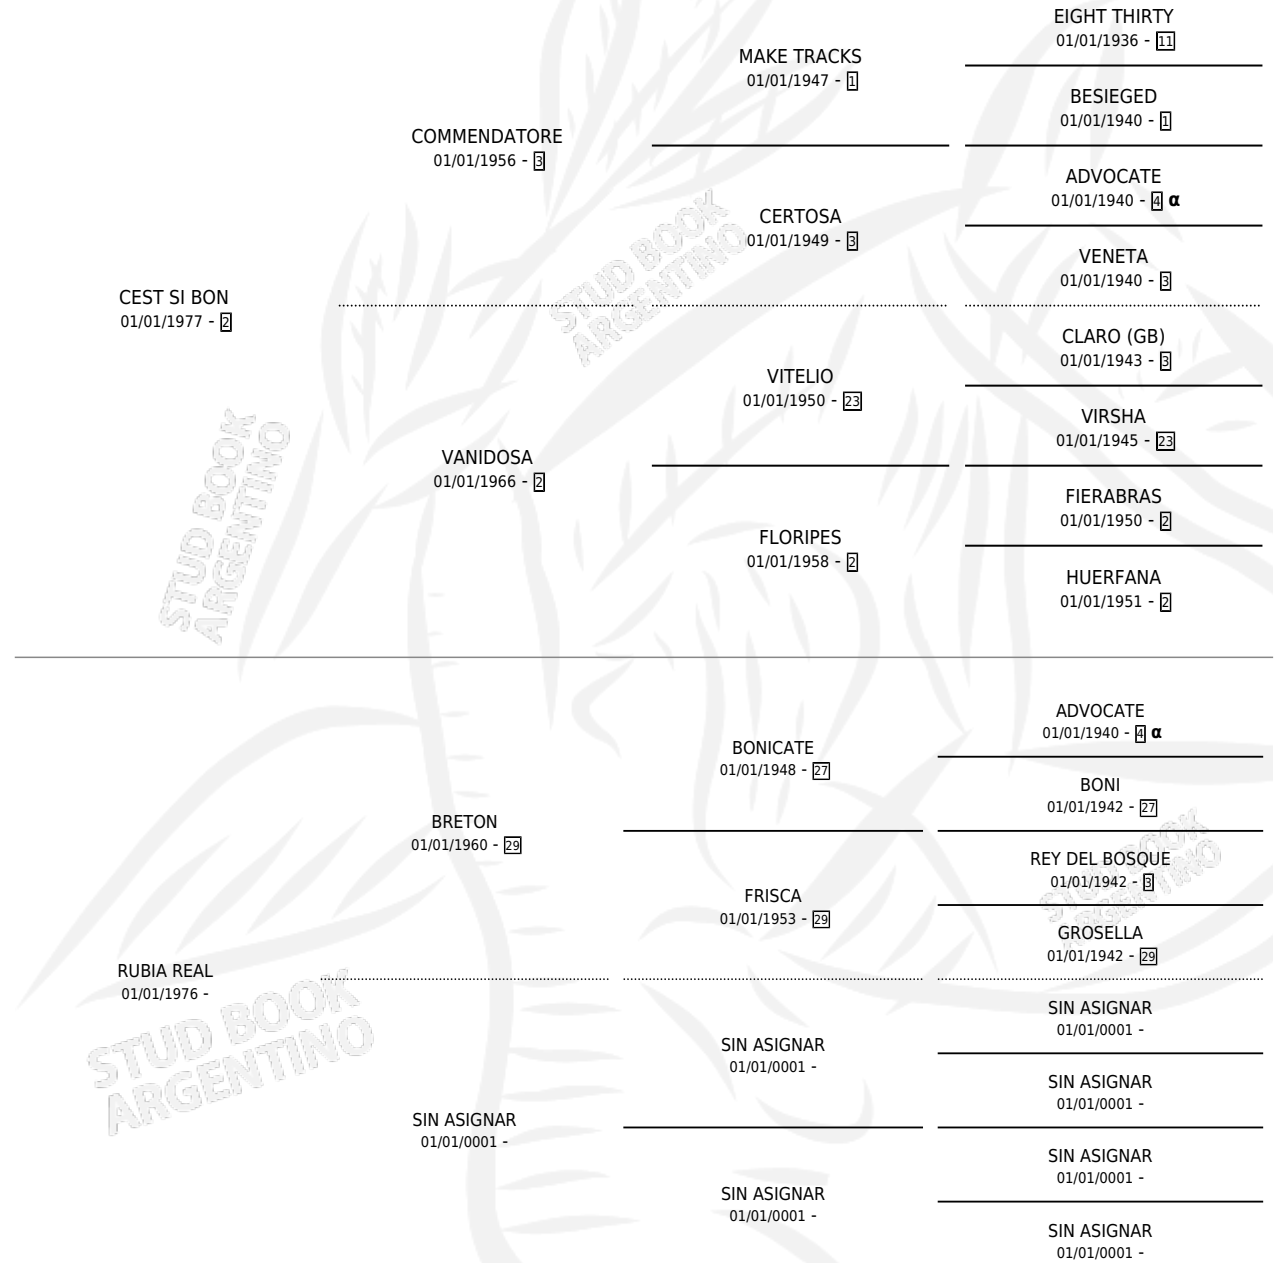 EIGHT THIRTY
01/01/1936 - 11
MAKE TRACKS
01/01/1947 - 1
BESIEGED
01/01/1940 - 1
COMMENDATORE
01/01/1956 - 3
ADVOCATE
01/01/1940 - 4 α
CERTOSA
01/01/1949 - 3
VENETA
01/01/1940 - 3
CEST SI BON
01/01/1977 - 2
CLARO (GB)
01/01/1943 - 3
VITELIO
01/01/1950 - 23
VIRSHA
01/01/1945 - 23
VANIDOSA
01/01/1966 - 2
FIERABRAS
01/01/1950 - 2
FLORIPES
01/01/1958 - 2
HUERFANA
01/01/1951 - 2
ADVOCATE
01/01/1940 - 4 α
BONICATE
01/01/1948 - 27
BONI
01/01/1942 - 27
BRETON
01/01/1960 - 29
REY DEL BOSQUE
01/01/1942 - 3
FRISCA
01/01/1953 - 29
GROSELLA
01/01/1942 - 29
RUBIA REAL
01/01/1976 -
SIN ASIGNAR
01/01/0001 -
SIN ASIGNAR
01/01/0001 -
SIN ASIGNAR
01/01/0001 -
SIN ASIGNAR
01/01/0001 -
SIN ASIGNAR
01/01/0001 -
SIN ASIGNAR
01/01/0001 -
SIN ASIGNAR
01/01/0001 -
STUD BOOK
ARGENTINO
STUD BOOK
ARGENTINO
STUD BOOK
ARGENTINO
STUD BOOK
ARGENTINO